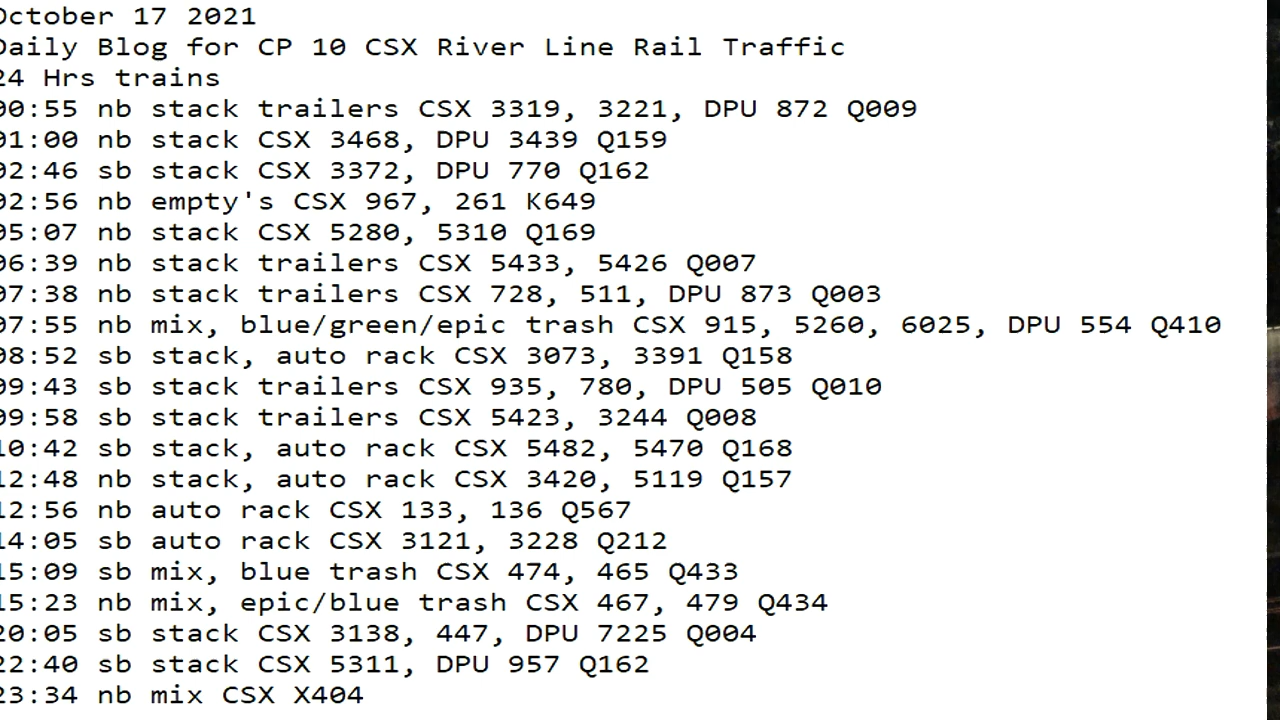 October 17 2021
Daily Blog for CP 10 CSX River Line Rail Traffic
24 Hrs trains
00:55 nb stack trailers CSX 3319, 3221, DPU 872 Q009
01:00 nb stack CSX 3468, DPU 3439 Q159
02:46 sb stack CSX 3372, DPU 770 Q162
02:56 nb empty's CSX 967, 261 K649
05:07 nb stack CSX 5280, 5310 Q169
06:39 nb stack trailers CSX 5433, 5426 Q007
07:38 nb stack trailers CSX 728, 511, DPU 873 Q003
07:55 nb mix, blue/green/epic trash CSX 915, 5260, 6025, DPU 554 Q410
08:52 sb stack, auto rack CSX 3073, 3391 Q158
09:43 sb stack trailers CSX 935, 780, DPU 505 Q010
09:58 sb stack trailers CSX 5423, 3244 Q008
10:42 sb stack, auto rack CSX 5482, 5470 Q168
12:48 nb stack, auto rack CSX 3420, 5119 Q157
12:56 nb auto rack CSX 133, 136 Q567
14:05 sb auto rack CSX 3121, 3228 Q212
15:09 sb mix, blue trash CSX 474, 465 Q433
15:23 nb mix, epic/blue trash CSX 467, 479 Q434
20:05 sb stack CSX 3138, 447, DPU 7225 Q004
22:40 sb stack CSX 5311, DPU 957 Q162
23:34 nb mix CSX X404